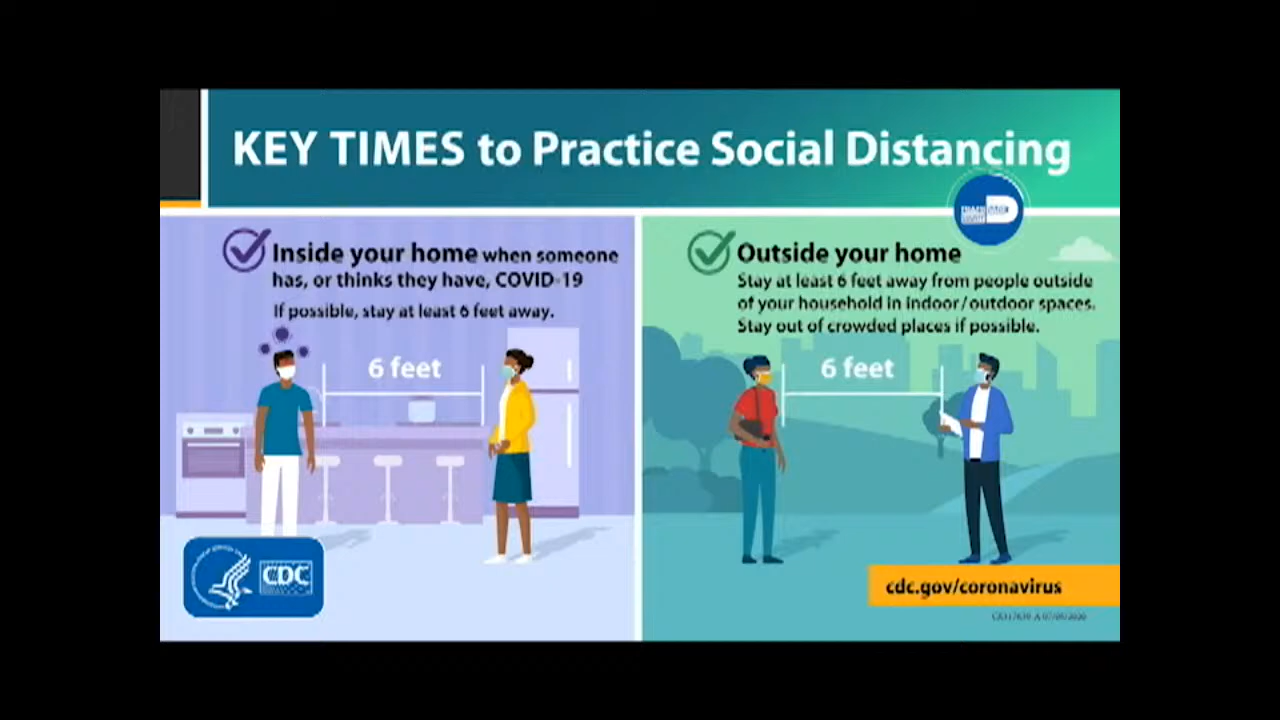 KEY TIMES to Practice Social Distancing
Inside your home when someone
has, or thinks they have, COVID-19
If possible, stay at least 6 feet away.
6 feet
CDC
Outside your home
Stay at least 6 feet away from people outside
of your household in indoor/outdoor spaces.
Stay out of crowded places if possible.
6 feet
cdc.gov/coronavirus